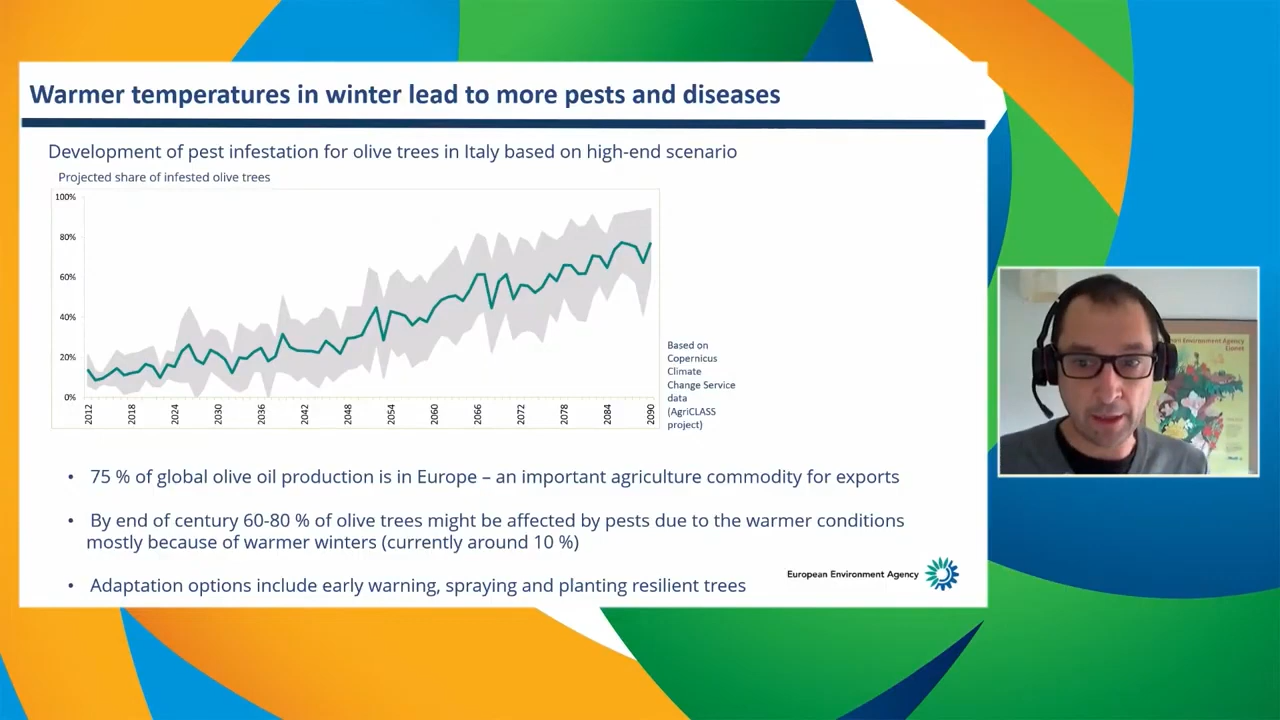 Warmer temperatures in winter lead to more pests and diseases
Development of pest infestation for olive trees in Italy based on high-end scenario
Projected share of infested olive trees
100%
80%
60%
40%
20%
0%
2012
2018
2024
2030
2036
2042
2048
2054
2060
2066
2072
2078
2084
2090
Based on
Copernicus
Climate
Change Service
data
(AgriCLASS
project)
• 75 % of global olive oil production is in Europe – an important agriculture commodity for exports
• By end of century 60-80 % of olive trees might be affected by pests due to the warmer conditions
mostly because of warmer winters (currently around 10 %)
• Adaptation options include early warning, spraying and planting resilient trees
European Environment Agency
Environment Agency
Eionet